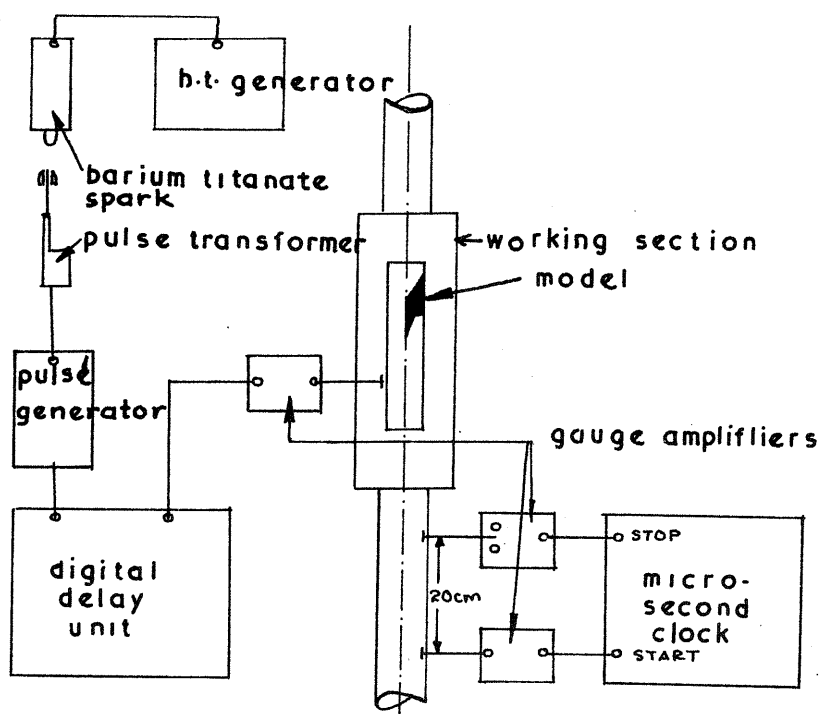 h.t. generator
barium titanate
spark
pulse transformer
working section
model
pulse
generator
gauge amplifliers
digital
delay
unit
20cm
STOP
micro-
second
clock
START